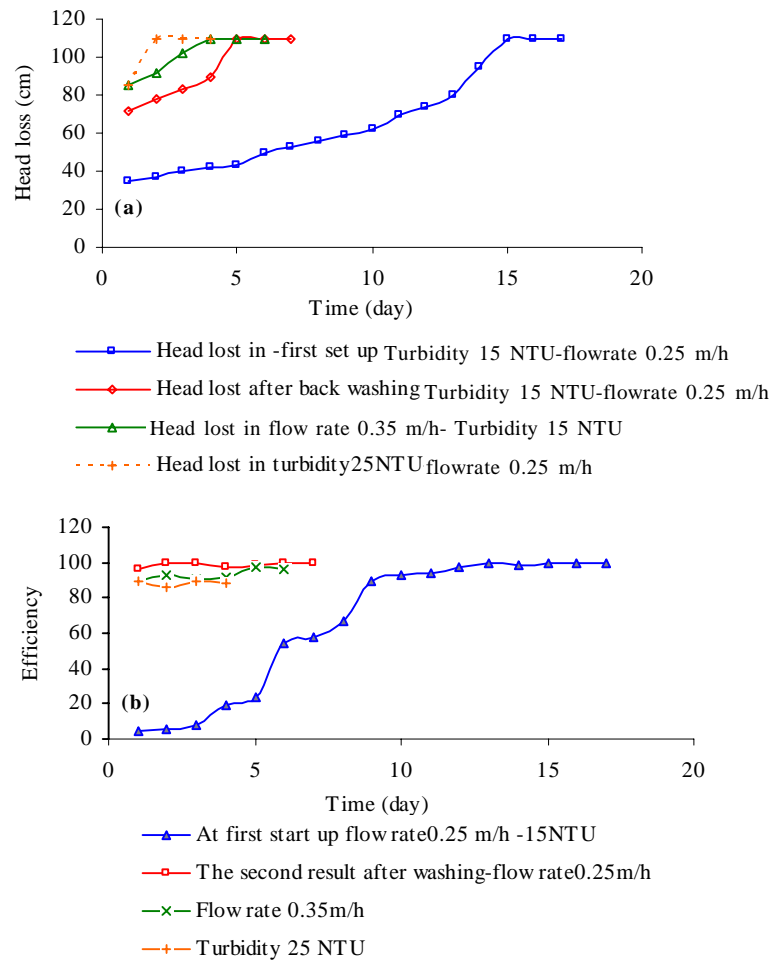 120
100
80
60
40
20
0
Head loss (cm)
(a)
0 5 10 15 20
Time (day)
Head lost in -first set up Turbidity 15 NTU-flowrate 0.25 m/h
Head lost after back washing Turbidity 15 NTU-flowrate 0.25 m/h
Head lost in flow rate 0.35 m/h- Turbidity 15 NTU
Head lost in turbidity25NTU flowrate 0.25 m/h
120
100
80
60
40
20
0
Efficiency
(b)
0 5 10 15 20
Time (day)
At first start up flow rate0.25 m/h -15NTU
The second result after washing-flow rate0.25m/h
Flow rate 0.35m/h
Turbidity 25 NTU